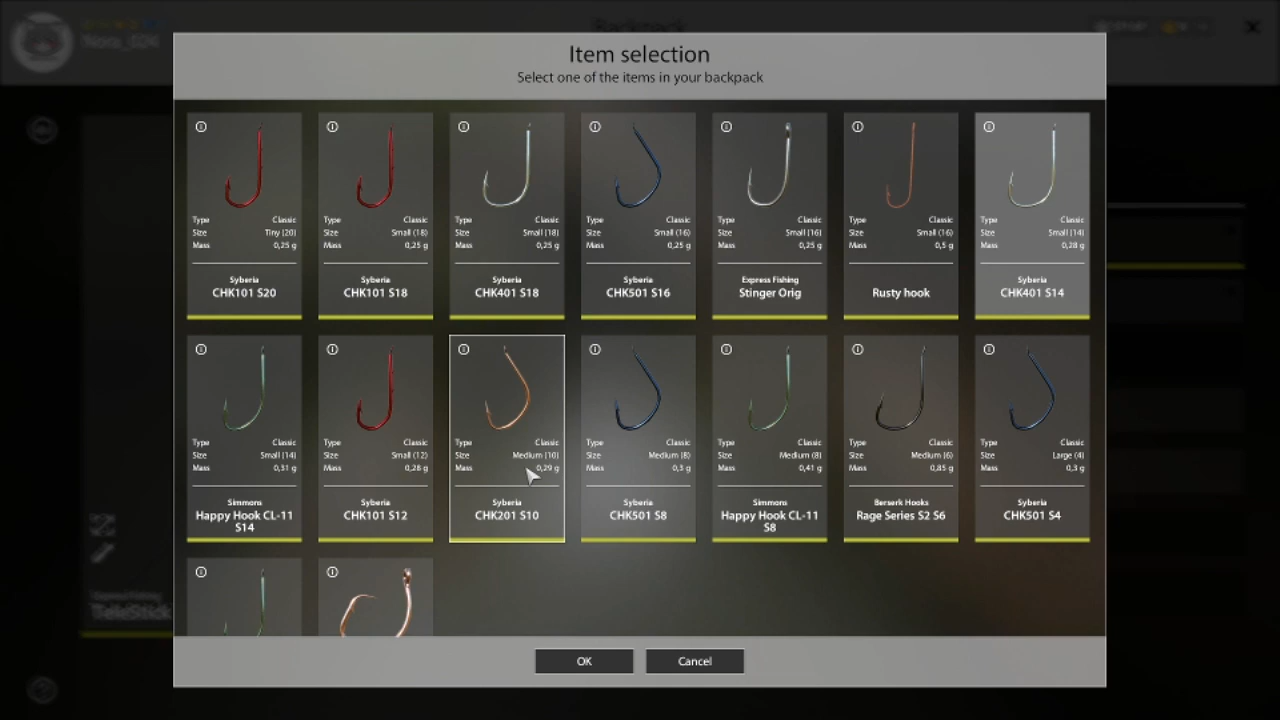 Backpack
Item selection
Select one of the items in your backpack
Type Classic
Size Tiny (20)
Mass 0,25 g
Syberia
CHK101 S20
Type Classic
Size Small (18)
Mass 0,25 g
Syberia
CHK101 S18
Type Classic
Size Small (18)
Mass 0,25 g
Syberia
CHK401 S18
Type Classic
Size Small (16)
Mass 0,25 g
Syberia
CHK501 S16
Type Classic
Size Small (16)
Mass 0,25 g
Express Fishing
Stinger Orig
Type Classic
Size Small (16)
Mass 0,5 g
Rusty hook
Type Classic
Size Small (14)
Mass 0,28 g
Syberia
CHK401 S14
Type Classic
Size Small (14)
Mass 0,31 g
Simmons
Happy Hook CL-11
S14
Type Classic
Size Small (12)
Mass 0,28 g
Syberia
CHK101 S12
Type Classic
Size Medium (10)
Mass 0,29 g
Syberia
CHK201 S10
Type Classic
Size Medium (8)
Mass 0,3 g
Syberia
CHK501 S8
Type Classic
Size Medium (8)
Mass 0,41 g
Simmons
Happy Hook CL-11
S8
Type Classic
Size Medium (6)
Mass 0,85 g
Berserk Hooks
Rage Series S2 S6
Type Classic
Size Large (4)
Mass 0,3 g
Syberia
CHK501 S4
TeleStick
OK
Cancel